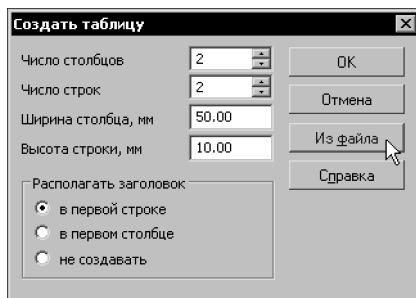 Создать таблицу
Число столбцов 2
Число строк 2
Ширина столбца, мм 50.00
Высота строки, мм 10.00
OK
Отмена
Из файла
Справка
Располагать заголовок
в первой строке
в первом столбце
не создавать